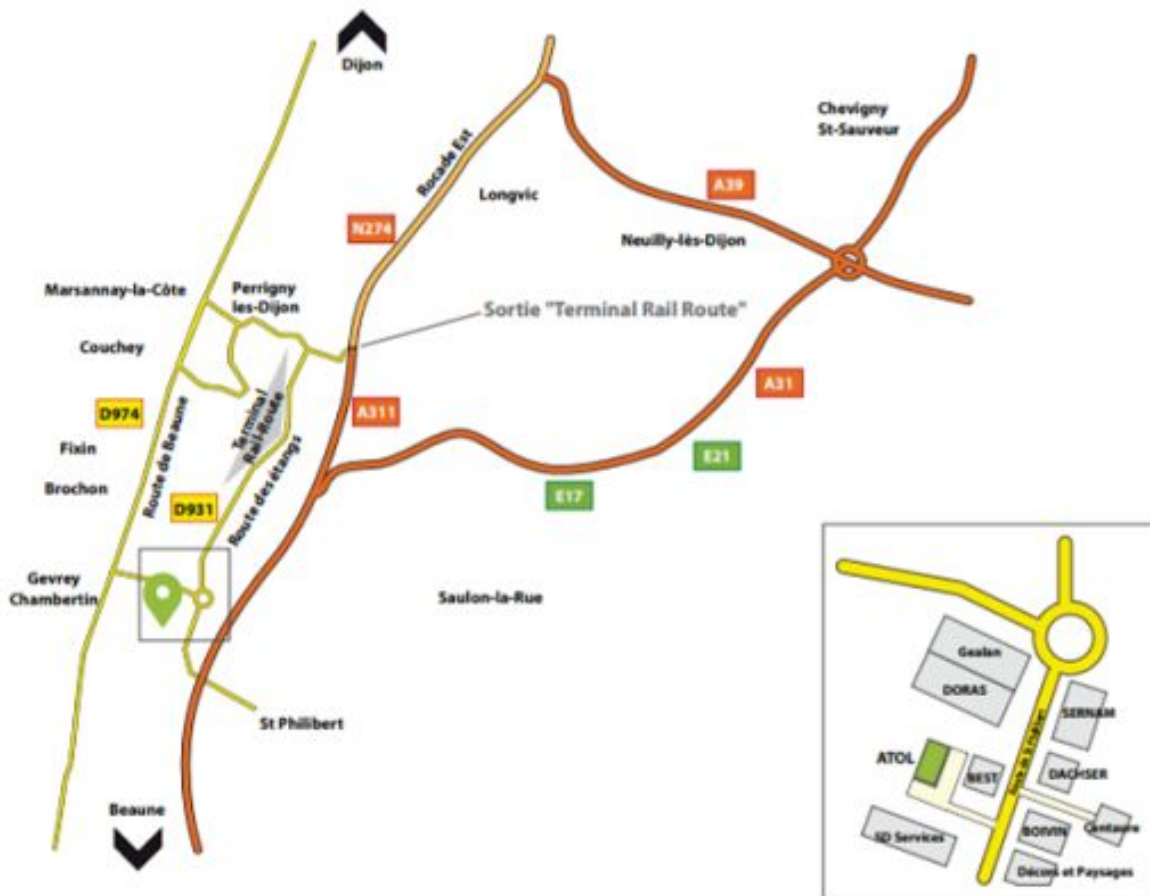 Dijon
Chevigny
St-Sauveur
Rocade Est
Longvic
A39
N274
Neuilly-lès-Dijon
Marsannay-la-Côte
Perrigny
les-Dijon
Sortie "Terminal Rail Route"
Couchey
A31
D974
A311
Terminal
Rail-Route
Route de Beaune
Fixin
E21
Brochon
E17
D931
Route des étangs
Gevrey
Chambertin
Saulon-la-Rue
St Philibert
Beaune
Gealan
DORAS
SERNAM
ATOL
BEST
DACHSER
SD Services
BOIVIN
Centaure
Décors et Paysages